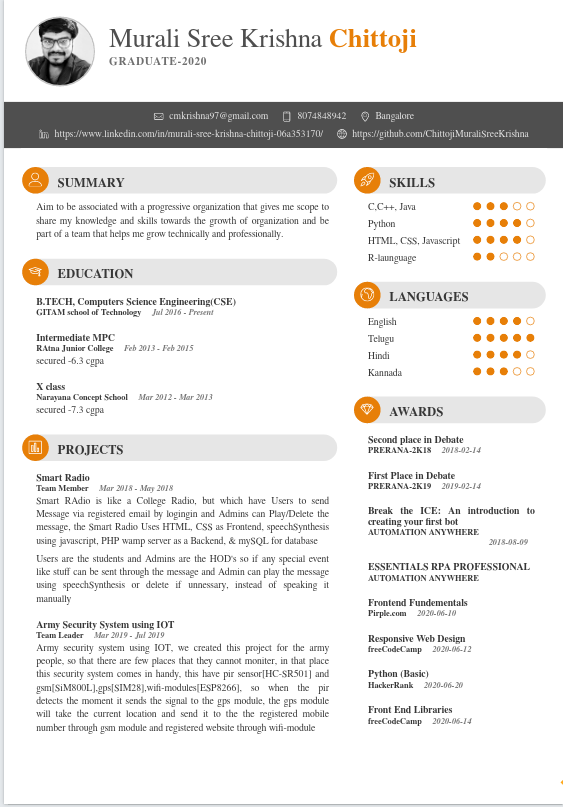 Murali Sree Krishna Chittoji
GRADUATE-2020
cmkrishna97@gmail.com 8074848942 Bangalore
https://www.linkedin.com/in/murali-sree-krishna-chittoji-06a353170/ https://github.com/ChittojiMuraliSreeKrishna
SUMMARY
Aim to be associated with a progressive organization that gives me scope to
share my knowledge and skills towards the growth of organization and be
part of a team that helps me grow technically and professionally.
EDUCATION
B.TECH, Computers Science Engineering(CSE)
GITAM school of Technology Jul 2016 - Present
Intermediate MPC
RAtna Junior College Feb 2013 - Feb 2015
secured -6.3 cgpa
X class
Narayana Concept School Mar 2012 - Mar 2013
secured -7.3 cgpa
PROJECTS
Smart Radio
Team Member Mar 2018 - May 2018
Smart RAdio is like a College Radio, but which have Users to send
Message via registered email by logingin and Admins can Play/Delete the
message, the Smart Radio Uses HTML, CSS as Frontend, speechSynthesis
using javascript, PHP wamp server as a Backend, & mySQL for database
Users are the students and Admins are the HOD's so if any special event
like stuff can be sent through the message and Admin can play the message
using speechSynthesis or delete if unnessary, instead of speaking it
manually
Army Security System using IOT
Team Leader Mar 2019 - Jul 2019
Army security system using IOT, we created this project for the army
people, so that there are few places that they cannot moniter, in that place
this security system comes in handy, this have pir sensor[HC-SR501] and
gsm[SiM800L],gps[SIM28],wifi-modules[ESP8266], so when the pir
detects the moment it sends the signal to the gps module, the gps module
will take the current location and send it to the the registered mobile
number through gsm module and registered website through wifi-module
SKILLS
C,C++, Java
Python
HTML, CSS, Javascript
R-launguage
LANGUAGES
English
Telugu
Hindi
Kannada
AWARDS
Second place in Debate
PRERANA-2K18 2018-02-14
First Place in Debate
PRERANA-2K19 2019-02-14
Break the ICE: An introduction to
creating your first bot
AUTOMATION ANYWHERE
2018-08-09
ESSENTIALS RPA PROFESSIONAL
AUTOMATION ANYWHERE
Frontend Fundementals
Pirple.com 2020-06-10
Responsive Web Design
freeCodeCamp 2020-06-12
Python (Basic)
HackerRank 2020-06-20
Front End Libraries
freeCodeCamp 2020-06-14